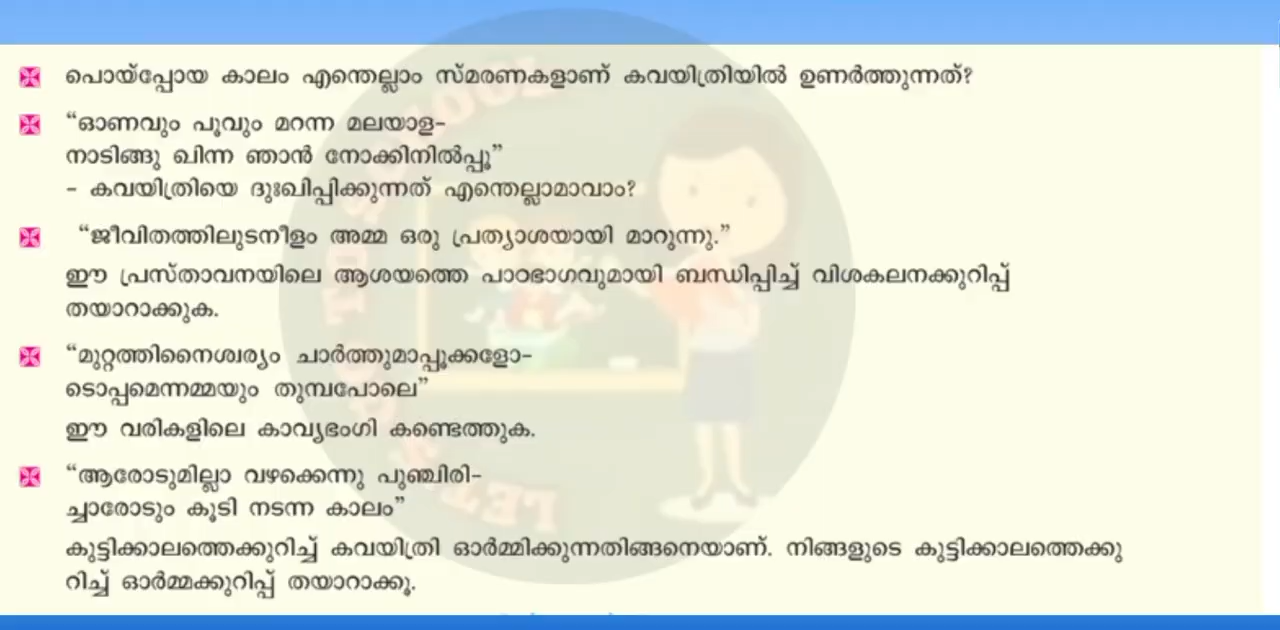 പൊയ്പ്പോയ കാലം എന്തെല്ലാം സ്മരണകളാണ് കവയിത്രിയിൽ ഉണർത്തുന്നത്?
“ഓണവും പൂവും മറന്ന മലയാള-
നാടിങ്ങു ഖിന്ന ഞാൻ നോക്കിനിൽപ്പൂ”
- കവയിത്രിയെ ദുഃഖിപ്പിക്കുന്നത് എന്തെല്ലാമാവാം?
“ജീവിതത്തിലുടനീളം അമ്മ ഒരു പ്രത്യാശയായി മാറുന്നു.”
ഈ പ്രസ്താവനയിലെ ആശയത്തെ പാഠഭാഗവുമായി ബന്ധിപ്പിച്ച് വിശകലനക്കുറിപ്പ്
തയാറാക്കുക.
“മുറ്റത്തിനൈശ്വര്യം ചാർത്തുമാപ്പൂക്കളോ-
ടൊപ്പമെന്നമ്മയും തുമ്പപോലെ”
ഈ വരികളിലെ കാവ്യഭംഗി കണ്ടെത്തുക.
“ആരോടുമില്ലാ വഴക്കെന്നു പുഞ്ചിരി-
ച്ചാരോടും കൂടി നടന്ന കാലം”
കുട്ടിക്കാലത്തെക്കുറിച്ച് കവയിത്രി ഓർമ്മിക്കുന്നതിങ്ങനെയാണ്. നിങ്ങളുടെ കുട്ടിക്കാലത്തെക്കു
റിച്ച് ഓർമ്മക്കുറിപ്പ് തയാറാക്കൂ.